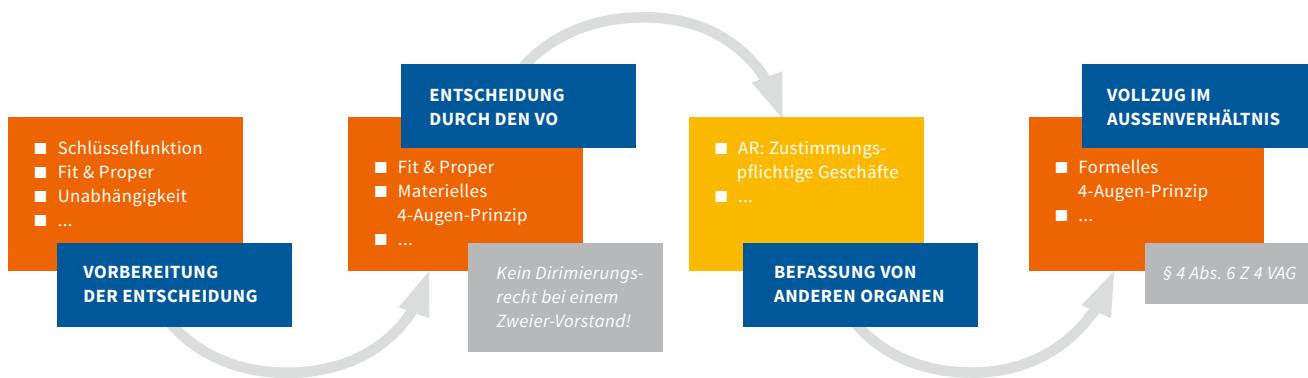 ■ Schlüsselfunktion
■ Fit & Proper
■ Unabhängigkeit
■ ...
VORBEREITUNG
DER ENTSCHEIDUNG
ENTSCHEIDUNG
DURCH DEN VO
■ Fit & Proper
■ Materielles
4-Augen-Prinzip
■ ...
Kein Dirimierungs-
recht bei einem
Zweier-Vorstand!
■ AR: Zustimmungs-
pflichtige Geschäfte
■ ...
BEFASSUNG VON
ANDEREN ORGANEN
VOLLZUG IM
AUSSENVERHÄLTNIS
■ Formelles
4-Augen-Prinzip
■ ...
§ 4 Abs. 6 Z 4 VAG